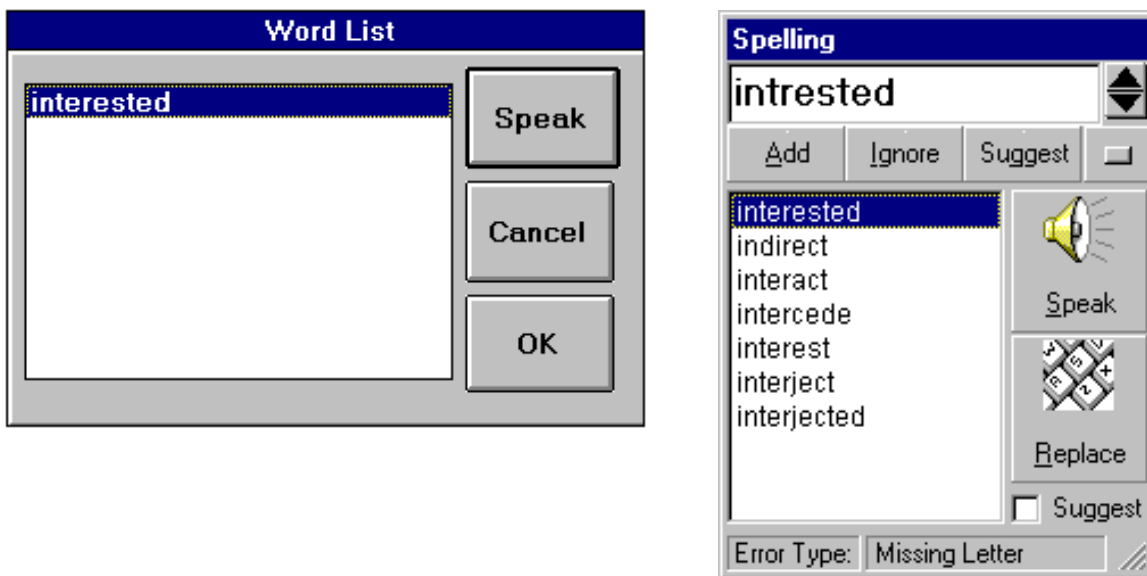 Word List
interested
Speak
Cancel
OK
Spelling
intrested
Add Ignore Suggest
interested
indirect
interact
intercede
interest
interject
interjected
Speak
Replace
Suggest
Error Type: Missing Letter